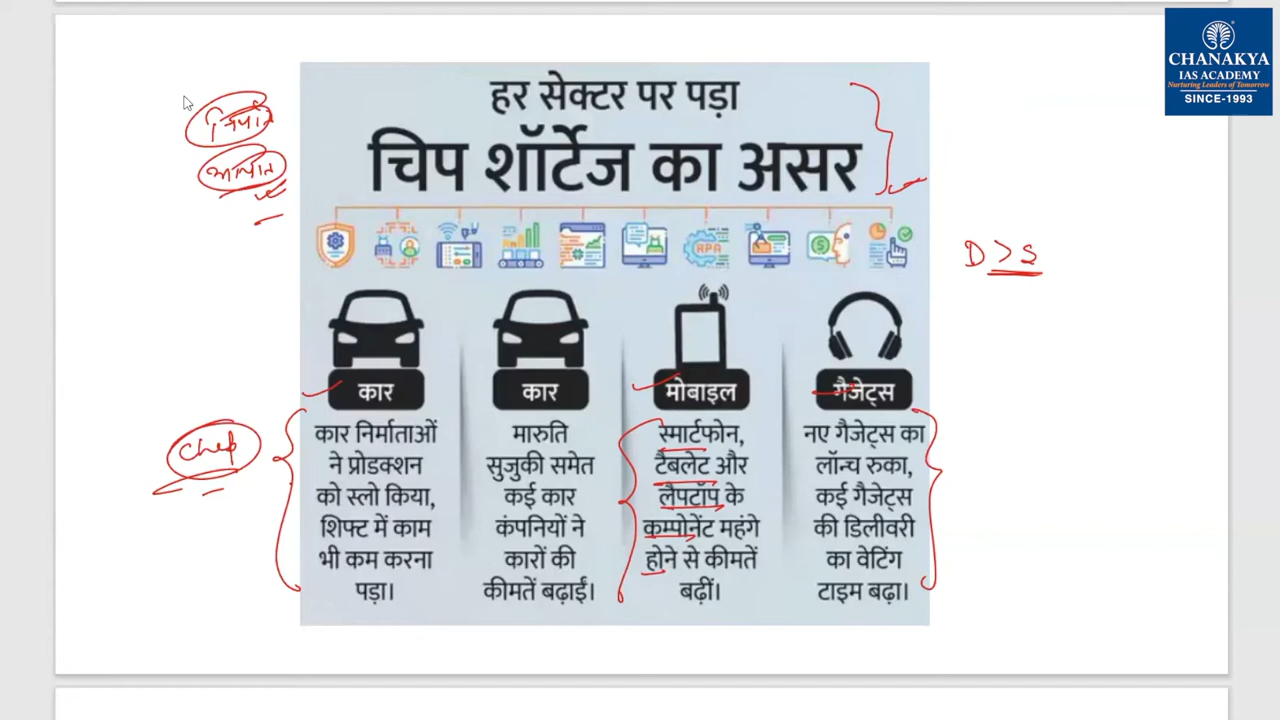 CHANAKYA
IAS ACADEMY
Nurturing Leaders of Tomorrow
SINCE-1993
हर सेक्टर पर पड़ा
चिप शॉर्टेज का असर
निर्यात
आयात
D > S
RPA
कार
कार निर्माताओं
ने प्रोडक्शन
को स्लो किया,
शिफ्ट में काम
भी कम करना
पड़ा।
कार
मारुति
सुजुकी समेत
कई कार
कंपनियों ने
कारों की
कीमतें बढ़ाईं।
मोबाइल
स्मार्टफोन,
टैबलेट और
लैपटॉप के
कम्पोनेंट महंगे
होने से कीमतें
बढ़ीं।
गैजेट्स
नए गैजेट्स का
लॉन्च रुका,
कई गैजेट्स
की डिलीवरी
का वेटिंग
टाइम बढ़ा।